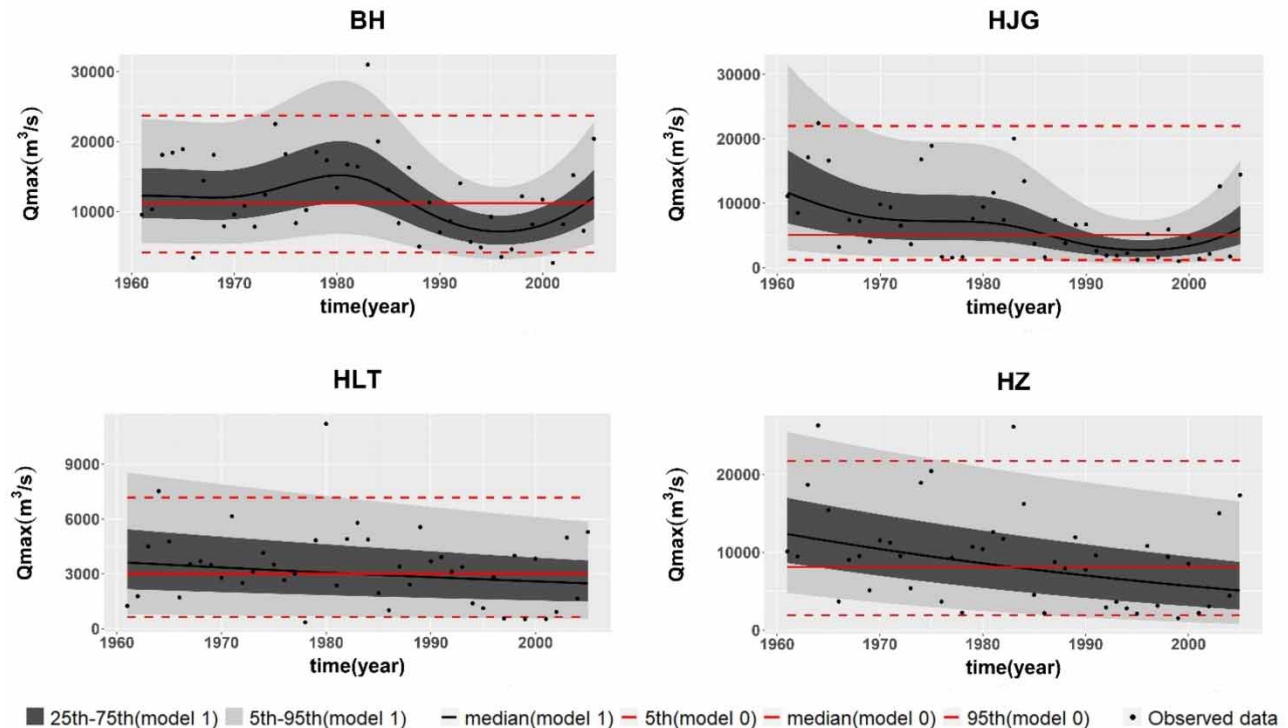 BH
HJG
30000
20000
10000
Qmax(m³/s)
1960 1970 1980 1990 2000
time(year)
30000
20000
10000
0
Qmax(m³/s)
1960 1970 1980 1990 2000
time(year)
HLT
HZ
9000
6000
3000
0
Qmax(m³/s)
1960 1970 1980 1990 2000
time(year)
20000
10000
0
Qmax(m³/s)
1960 1970 1980 1990 2000
time(year)
25th-75th(model 1) 5th-95th(model 1) median(model 1) 5th(model 0) median(model 0) 95th(model 0) Observed data